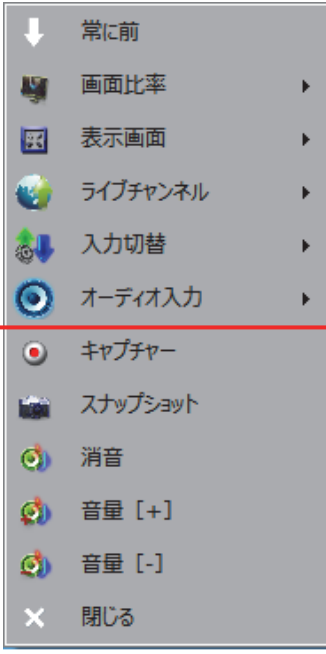 常に前
画面比率
表示画面
ライブチャンネル
入力切替
オーディオ入力
キャプチャー
スナップショット
消音
音量 [+]
音量 [-]
閉じる